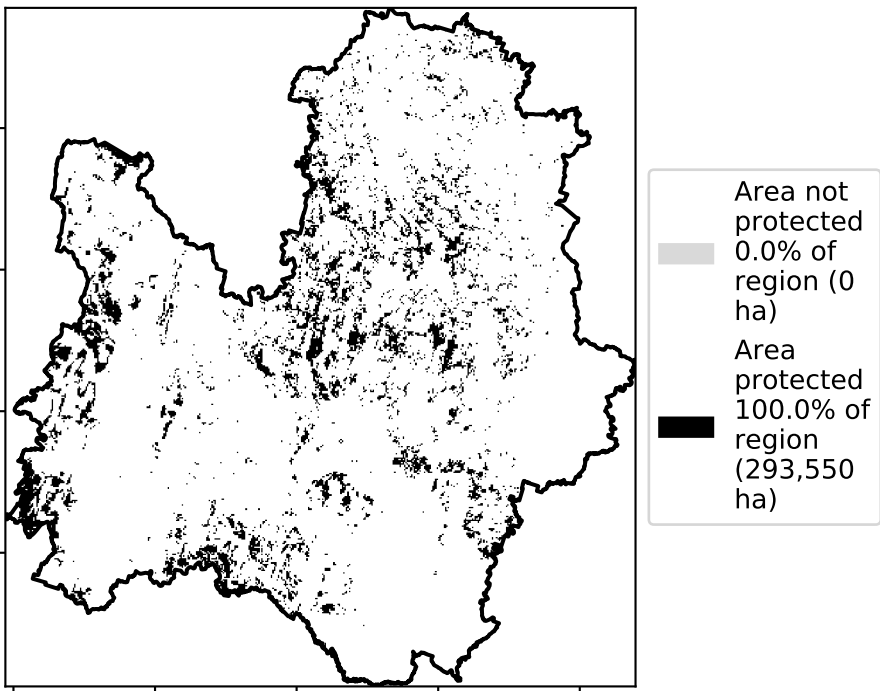 Area not
protected
0.0% of
region (0
ha)
Area
protected
100.0% of
region
(293,550
ha)